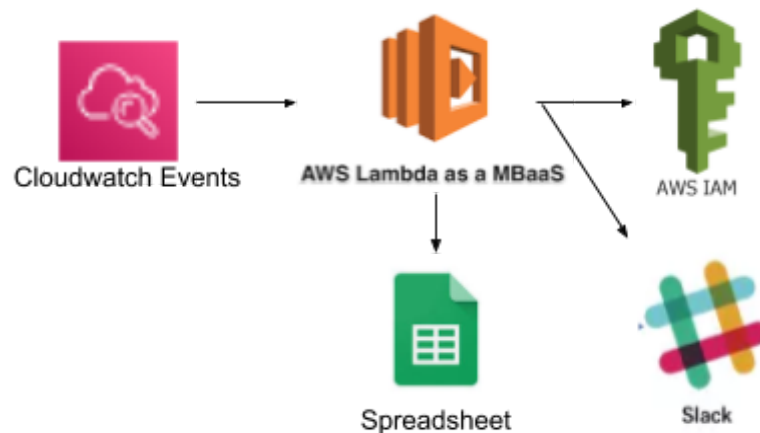 Cloudwatch Events
AWS Lambda as a MBaaS
AWS IAM
Spreadsheet
Slack